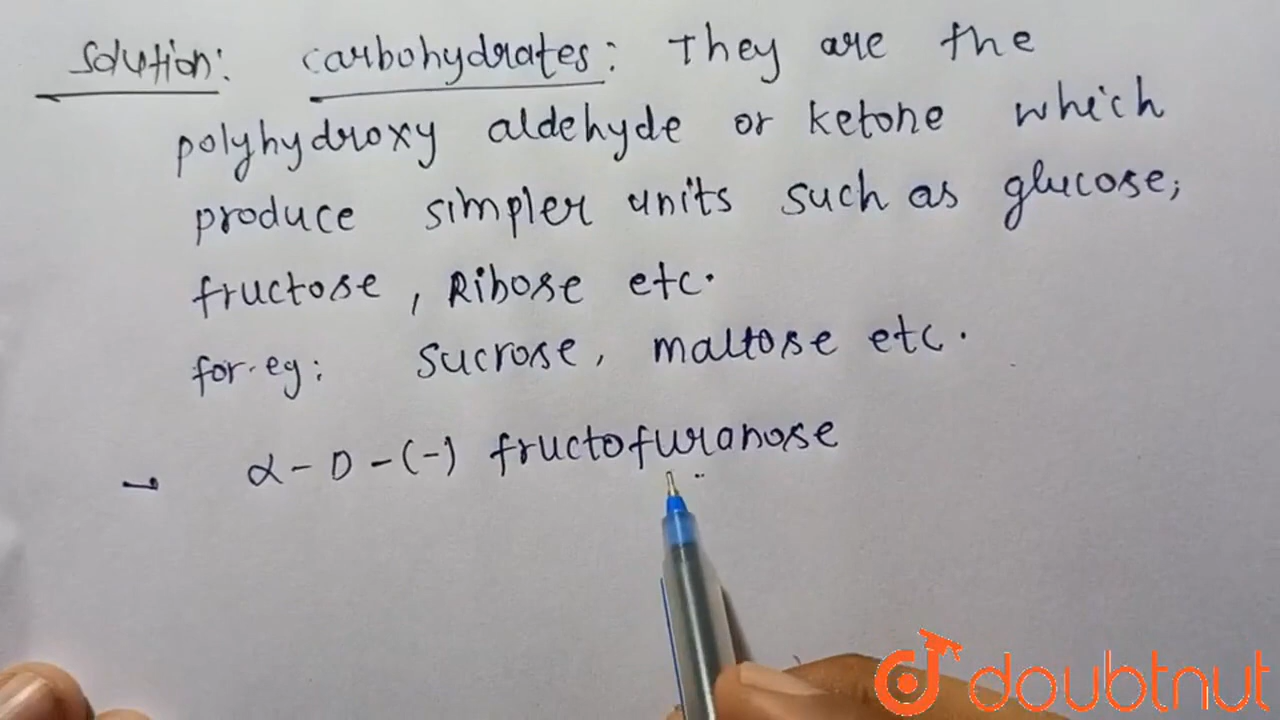 Solution: carbohydrates: They are the
polyhydroxy aldehyde or ketone which
produce simpler units such as glucose,
fructose, Ribose etc.
for.eg: sucrose, maltose etc.
→ α-D-(-) fructofuranose
doubtnut